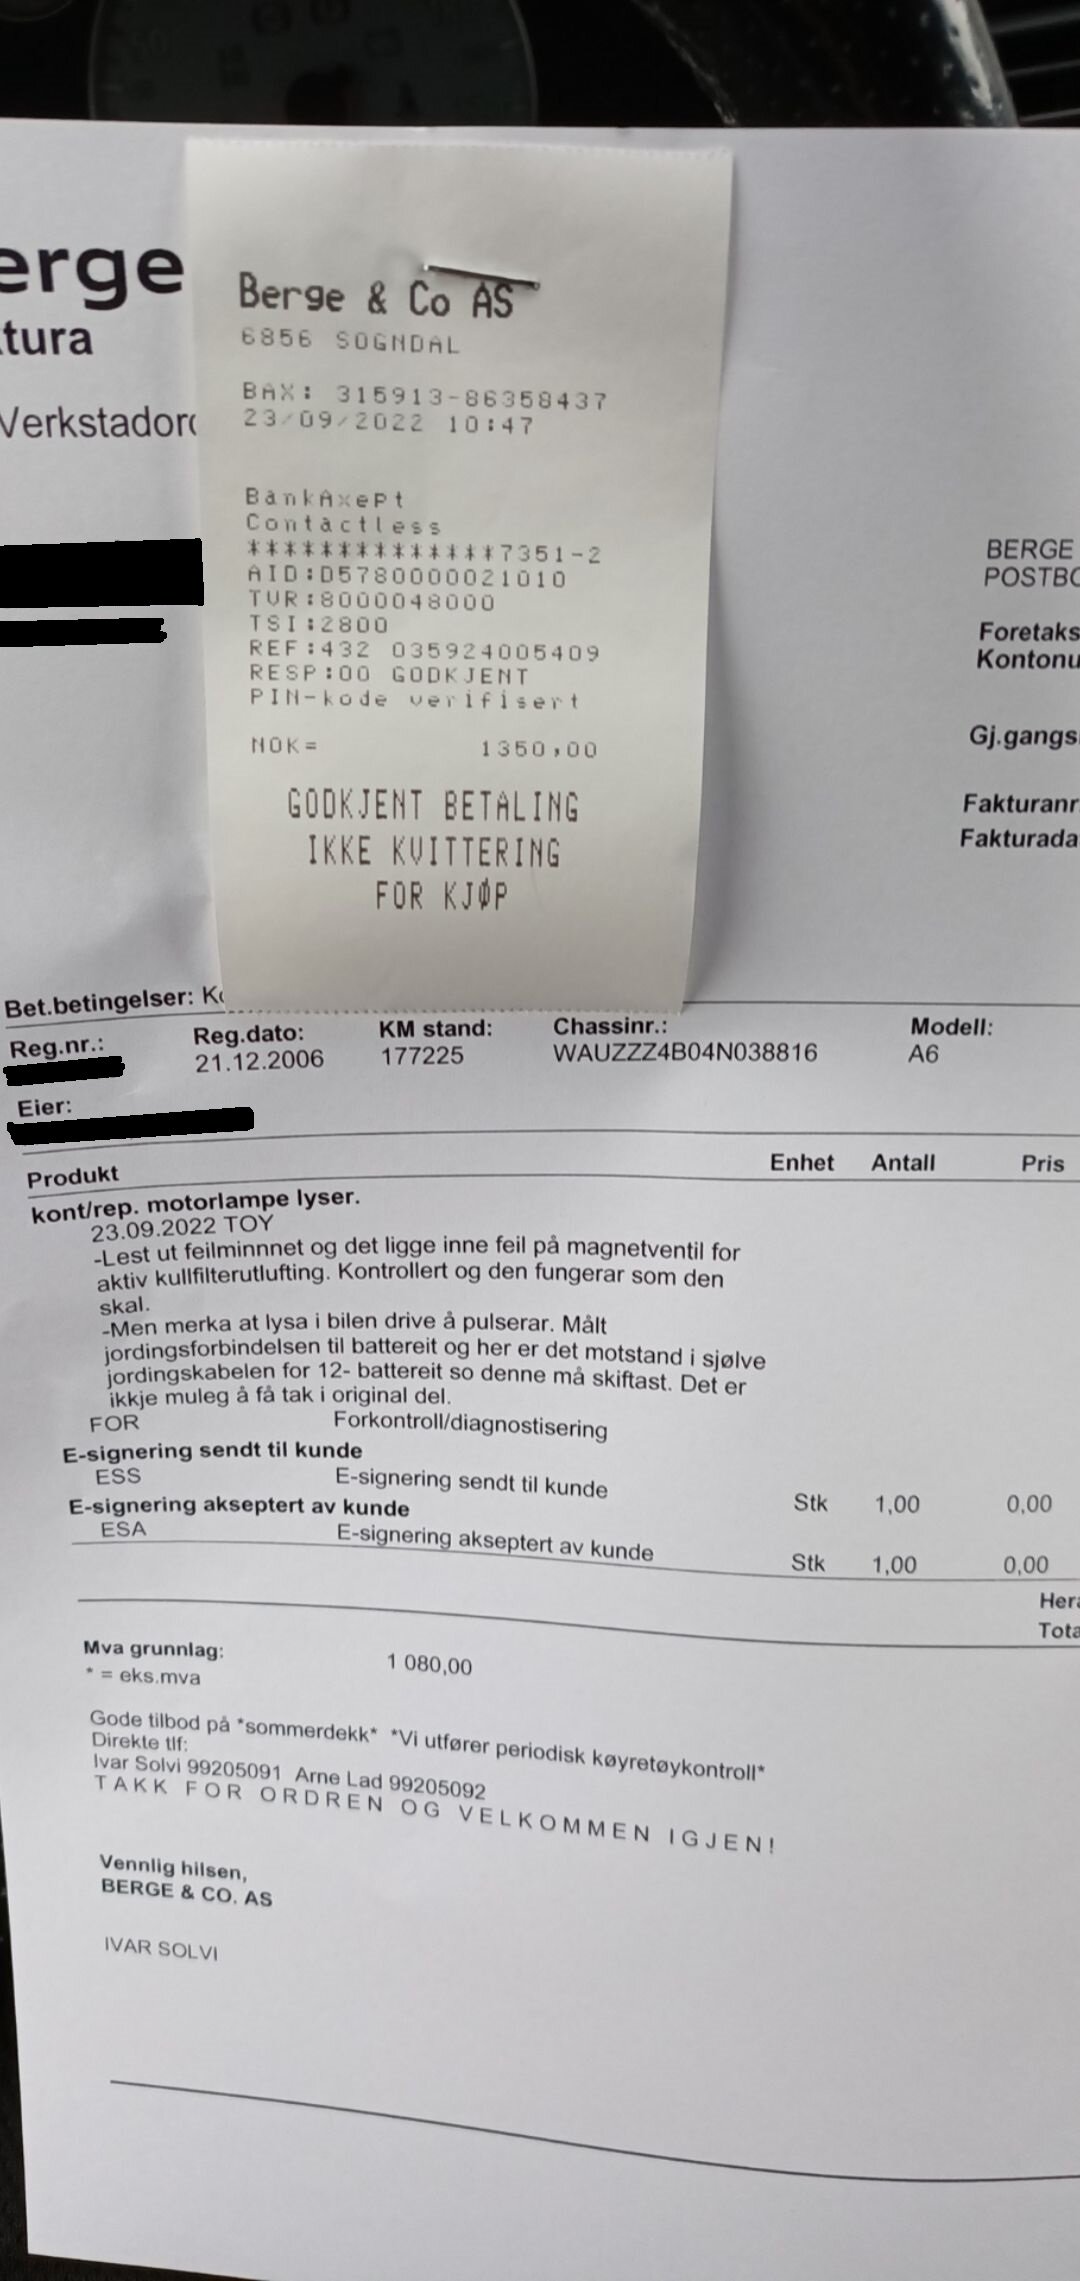 erge
tura
Verkstador
Berge & Co AS
6856 SOGNDAL
BAX: 315913-86358437
23/09/2022 10:47
BankAxept
Contactless
**************7351-2
AID:D5780000021010
TVR:8000048000
TSI:2800
REF:432 035924005409
RESP:00 GODKJENT
PIN-kode verifisert
NOK= 1350,00
GODKJENT BETALING
IKKE KVITTERING
FOR KJØP
BERGE
POSTBO
Foretaks
Kontonu
Gj.gangs
Fakturanr
Fakturada
Bet.betingelser: Ko
Reg.nr.: Reg.dato: KM stand: Chassinr.: Modell:
21.12.2006 177225 WAUZZZ4B04N038816 A6
Eier:
Produkt Enhet Antall Pris
kont/rep. motorlampe lyser.
23.09.2022 TOY
-Lest ut feilminnnet og det ligge inne feil på magnetventil for
aktiv kullfilterutlufting. Kontrollert og den fungerar som den
skal.
-Men merka at lysa i bilen drive å pulserar. Målt
jordingsforbindelsen til battereit og her er det motstand i sjølve
jordingskabelen for 12- battereit so denne må skiftast. Det er
ikkje muleg å få tak i original del.
FOR Forkontroll/diagnostisering
E-signering sendt til kunde
ESS E-signering sendt til kunde Stk 1,00 0,00
E-signering akseptert av kunde
ESA E-signering akseptert av kunde Stk 1,00 0,00
Hera
Tota
Mva grunnlag: 1 080,00
* = eks.mva
Gode tilbod på *sommerdekk* *Vi utfører periodisk køyretøykontroll*
Direkte tlf:
Ivar Solvi 99205091 Arne Lad 99205092
TAKK FOR ORDREN OG VELKOMMEN IGJEN!
Vennlig hilsen,
BERGE & CO. AS
IVAR SOLVI